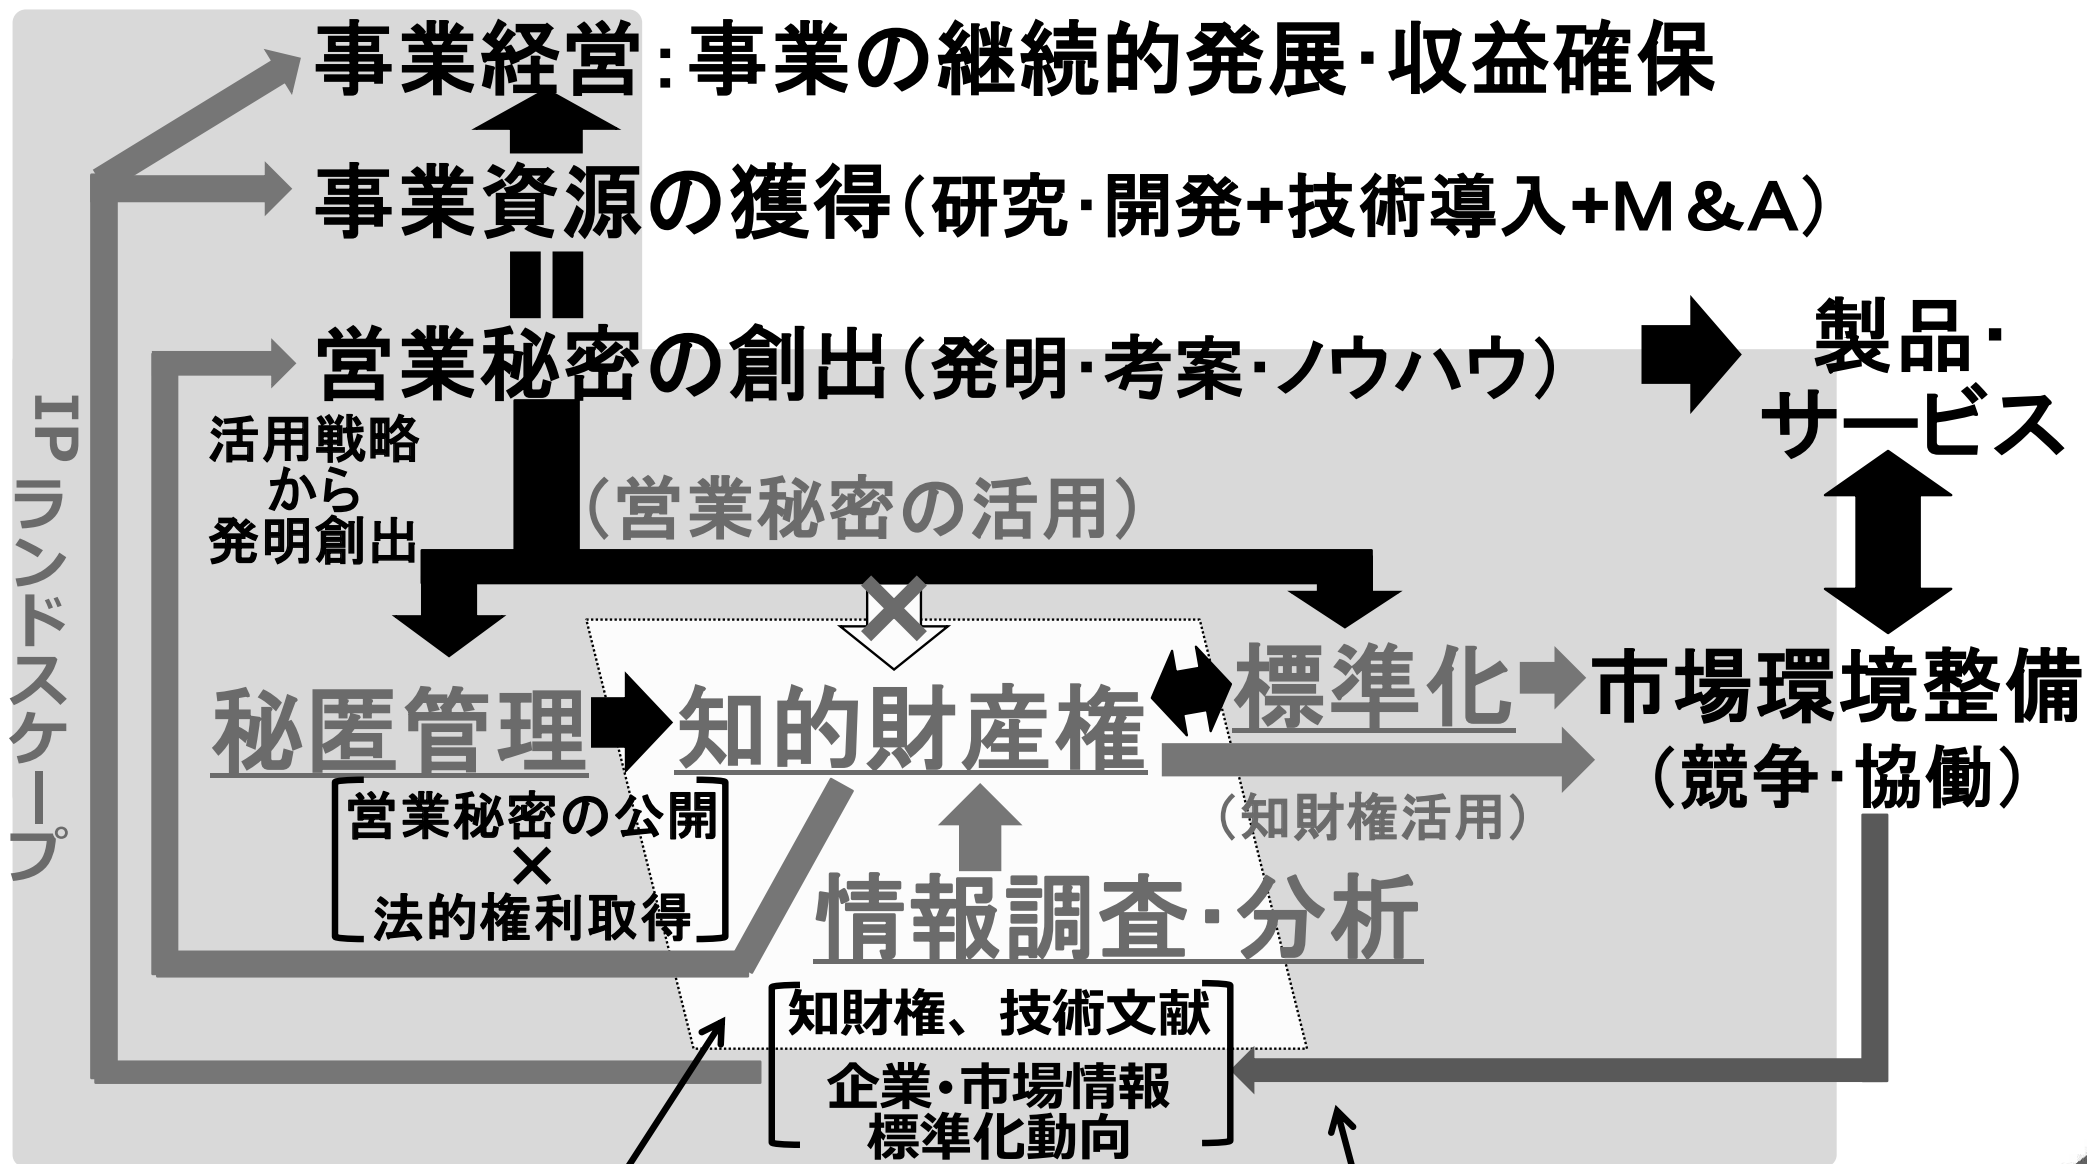 事業経営：事業の継続的発展・収益確保
事業資源の獲得（研究・開発+技術導入+M＆A）
営業秘密の創出（発明・考案・ノウハウ）
製品・
サービス
IPランドスケープ
活用戦略
から
発明創出
（営業秘密の活用）
秘匿管理
知的財産権
標準化
市場環境整備
（競争・協働）
営業秘密の公開
×
法的権利取得
（知財権活用）
情報調査・分析
知財権、技術文献
企業・市場情報
標準化動向